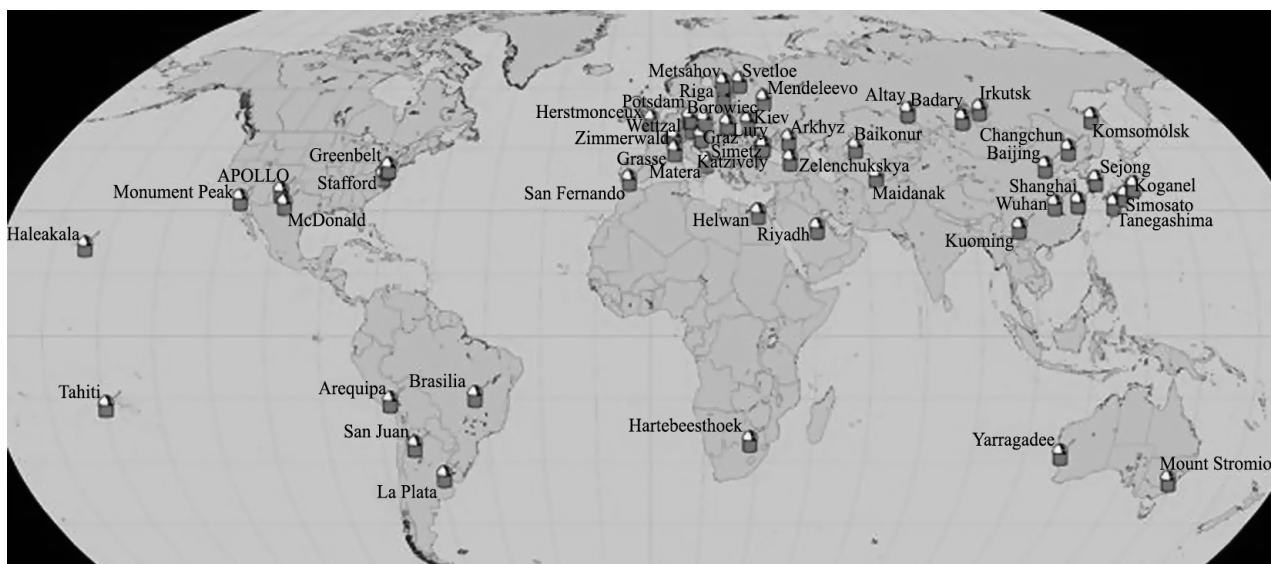 Metsahov
Svetloe
Riga
Mendeleevo
Potsdam
Borowiec
Altay
Badary
Irkutsk
Herstmonceux
Wettzal
Kiev
Lury
Komsomolsk
Zimmerwald
Graz
Arkhyz
Changchun
Baikonur
Simetz
Greenbelt
Grasse
Katzively
Baijing
Matera
Zelenchukskya
Sejong
APOLLO
Stafford
Monument Peak
San Fernando
Maidanak
Shanghai
Koganel
Wuhan
Simosato
McDonald
Helwan
Tanegashima
Haleakala
Riyadh
Kuoming
Tahiti
Arequipa
Brasilia
San Juan
Hartebeesthoek
Yarragadee
Mount Stromio
La Plata